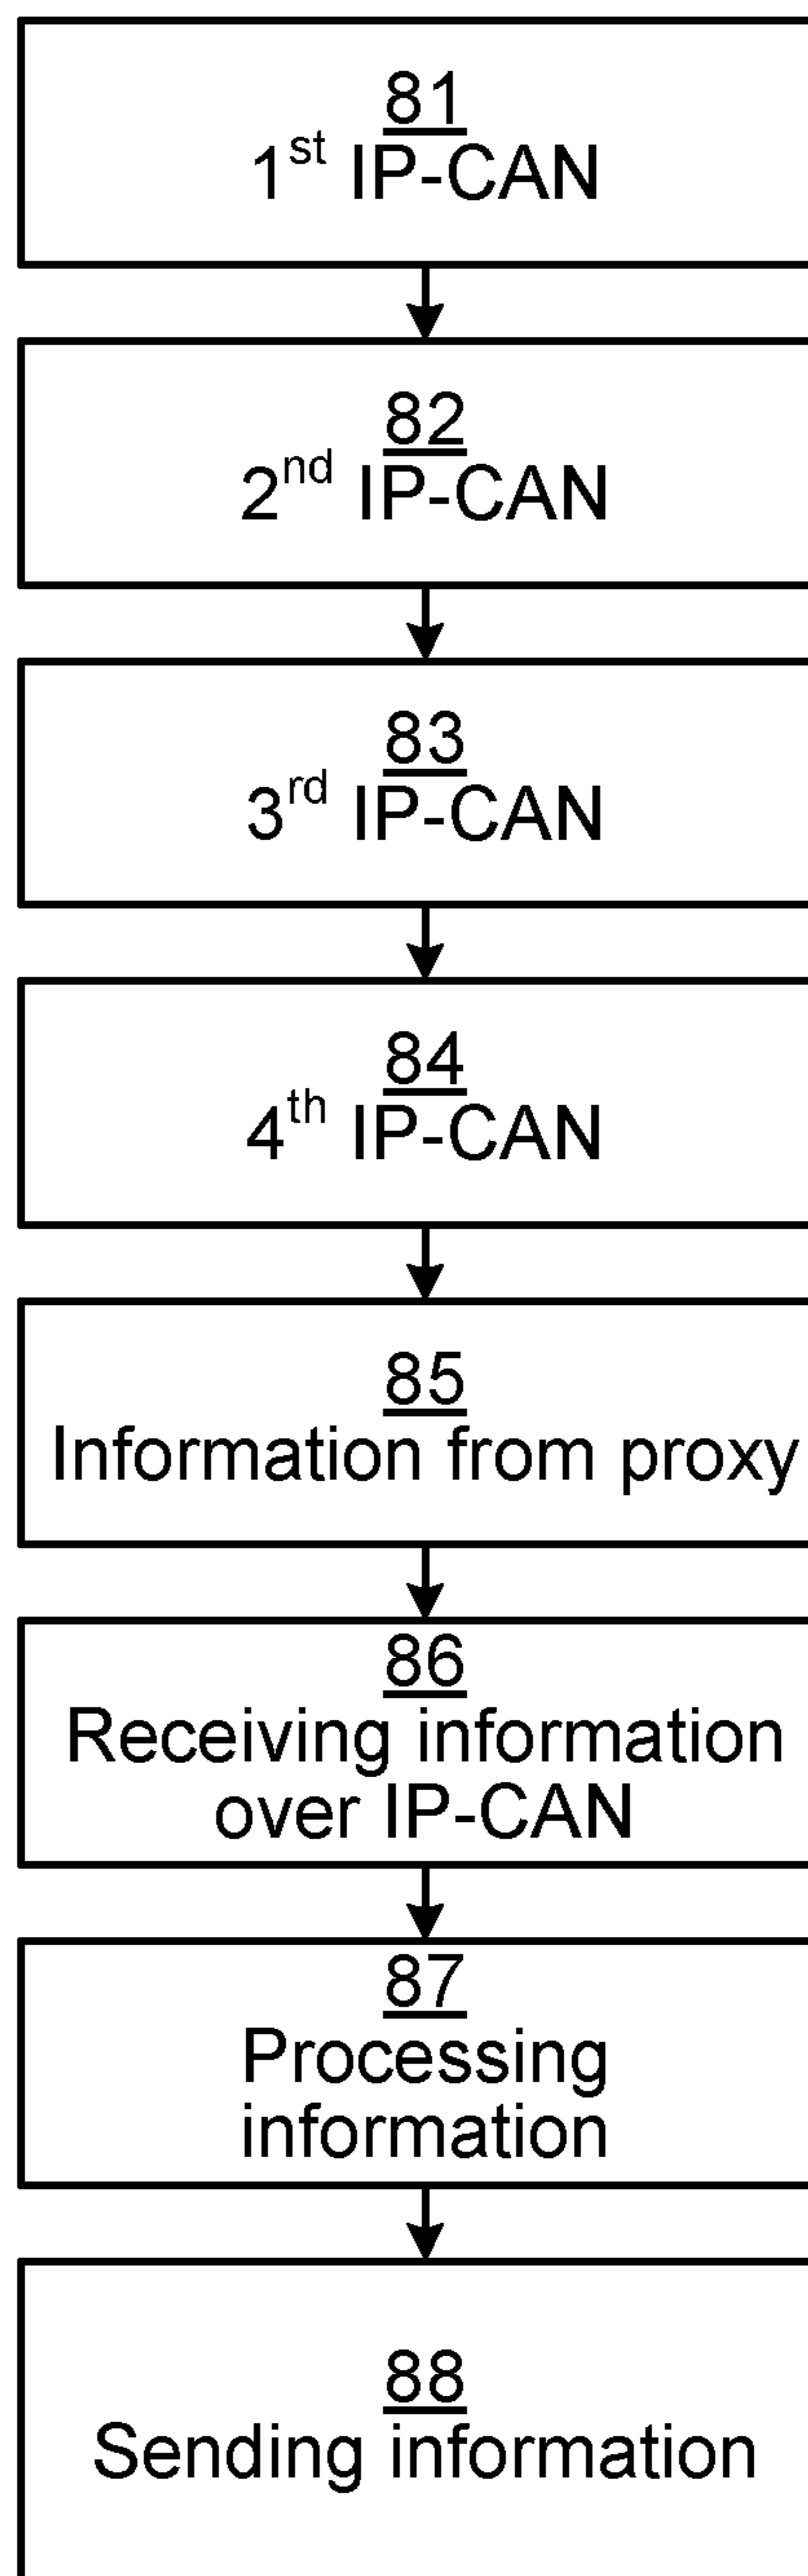 81
1st IP-CAN
82
2nd IP-CAN
83
3rd IP-CAN
84
4th IP-CAN
85
Information from proxy
86
Receiving information
over IP-CAN
87
Processing
information
88
Sending information